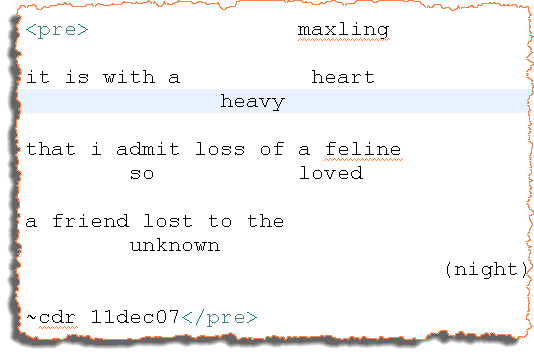 <pre>                maxling
it is with a          heart
               heavy
that i admit loss of a feline
        so           loved
a friend lost to the
        unknown
                                (night)
~cdr 11dec07</pre>